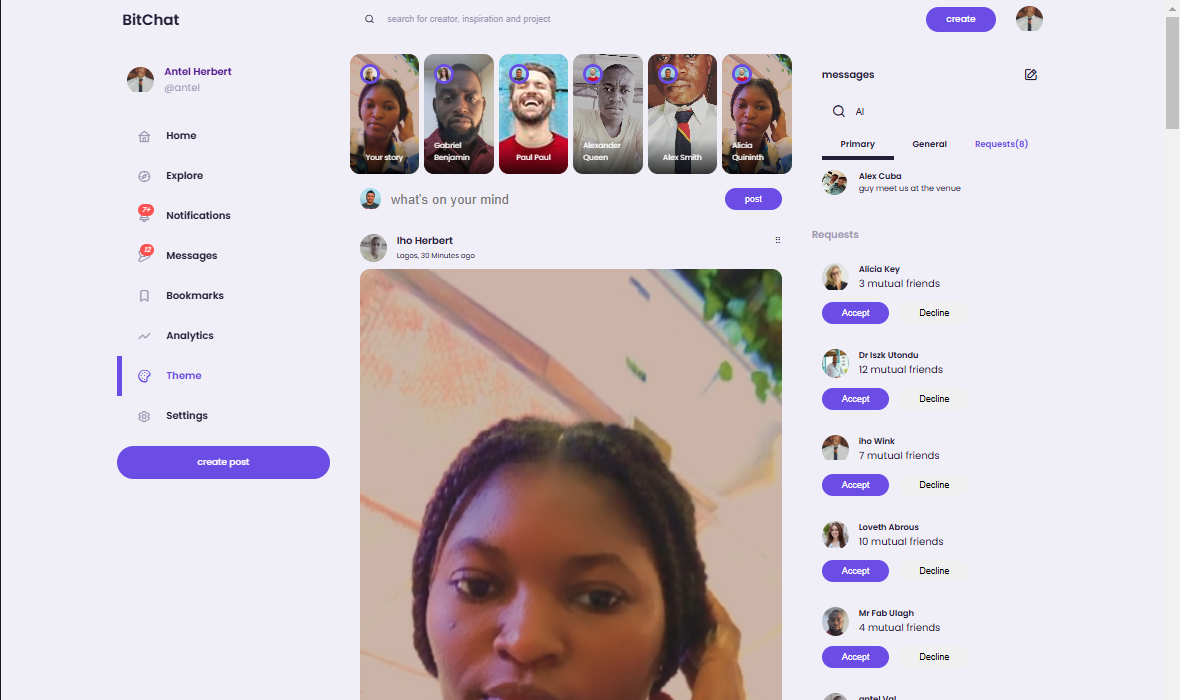 BitChat
search for creator, inspiration and project
create
Antel Herbert
@antel
Home
Explore
7+
Notifications
12
Messages
Bookmarks
Analytics
Theme
Settings
create post
Your story
Gabriel
Benjamin
Paul Paul
Alexander
Queen
Alex Smith
Alicia
Quininth
what's on your mind
post
Iho Herbert
Lagos, 30 Minutes ago
messages
Al
Primary
General
Requests(8)
Alex Cuba
guy meet us at the venue
Requests
Alicia Key
3 mutual friends
Accept
Decline
Dr Iszk Utondu
12 mutual friends
Accept
Decline
iho Wink
7 mutual friends
Accept
Decline
Loveth Abrous
10 mutual friends
Accept
Decline
Mr Fab Ulagh
4 mutual friends
Accept
Decline
antel Val